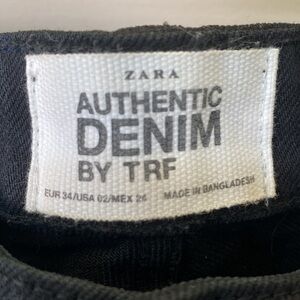 ZARA
AUTHENTIC
DENIM
BY TRF
EUR 34/USA 02/MEX 24 MADE IN BANGLADESH